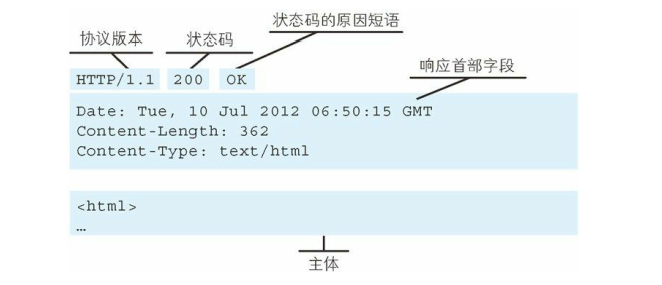 状态码的原因短语
协议版本 状态码
响应首部字段
HTTP/1.1 200 OK
Date: Tue, 10 Jul 2012 06:50:15 GMT
Content-Length: 362
Content-Type: text/html
<html>
…
主体